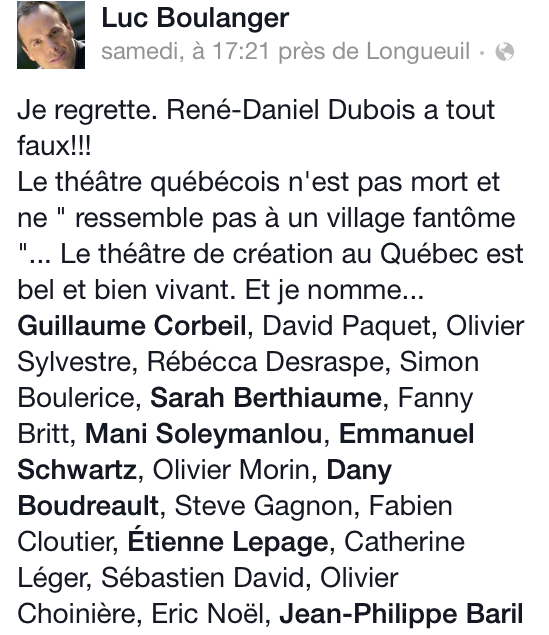 Luc Boulanger
samedi, à 17:21 près de Longueuil ·
Je regrette. René-Daniel Dubois a tout
faux!!!
Le théâtre québécois n'est pas mort et
ne " ressemble pas à un village fantôme
"... Le théâtre de création au Québec est
bel et bien vivant. Et je nomme...
Guillaume Corbeil, David Paquet, Olivier
Sylvestre, Rébécca Desraspe, Simon
Boulerice, Sarah Berthiaume, Fanny
Britt, Mani Soleymanlou, Emmanuel
Schwartz, Olivier Morin, Dany
Boudreault, Steve Gagnon, Fabien
Cloutier, Étienne Lepage, Catherine
Léger, Sébastien David, Olivier
Choinière, Eric Noël, Jean-Philippe Baril